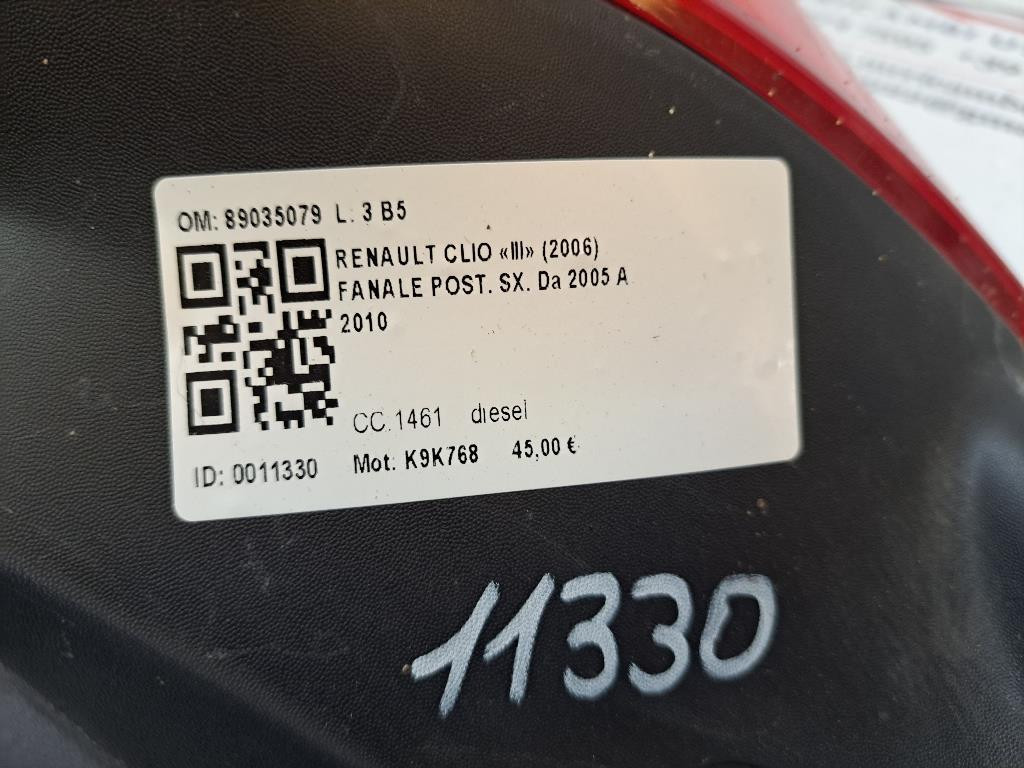 OM: 89035079 L: 3 B5
RENAULT CLIO «III» (2006)
FANALE POST. SX. Da 2005 A
2010
CC.1461 diesel
ID: 0011330 Mot: K9K768 45,00 €
11330